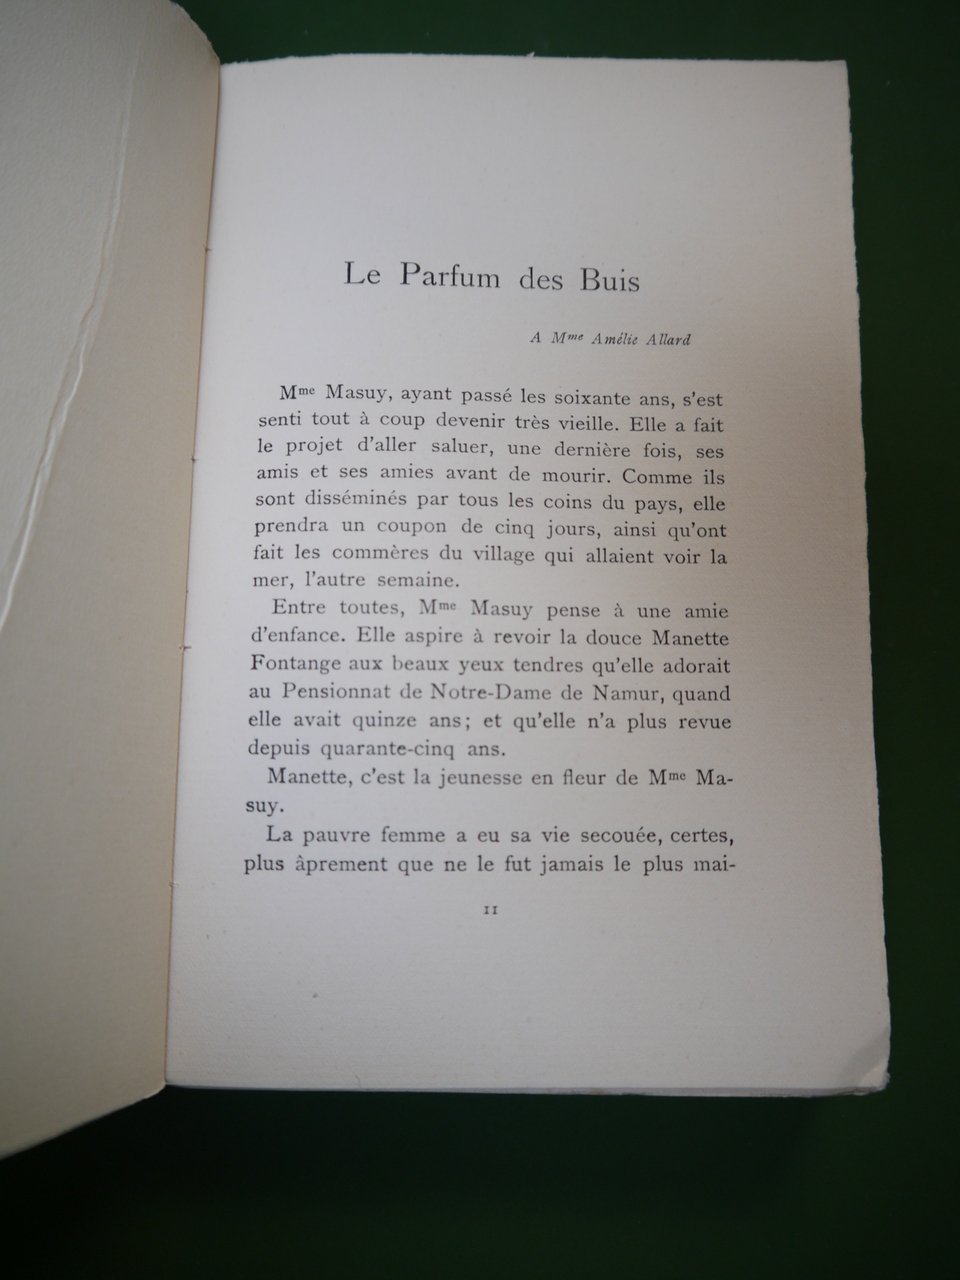 Le Parfum des Buis
A Mme Amélie Allard
Mme Masuy, ayant passé les soixante ans, s'est
senti tout à coup devenir très vieille. Elle a fait
le projet d'aller saluer, une dernière fois, ses
amis et ses amies avant de mourir. Comme ils
sont disséminés par tous les coins du pays, elle
prendra un coupon de cinq jours, ainsi qu'ont
fait les commères du village qui allaient voir la
mer, l'autre semaine.
Entre toutes, Mme Masuy pense à une amie
d'enfance. Elle aspire à revoir la douce Manette
Fontange aux beaux yeux tendres qu'elle adorait
au Pensionnat de Notre-Dame de Namur, quand
elle avait quinze ans; et qu'elle n'a plus revue
depuis quarante-cinq ans.
Manette, c'est la jeunesse en fleur de Mme Ma-
suy.
La pauvre femme a eu sa vie secouée, certes,
plus âprement que ne le fut jamais le plus mai-
11